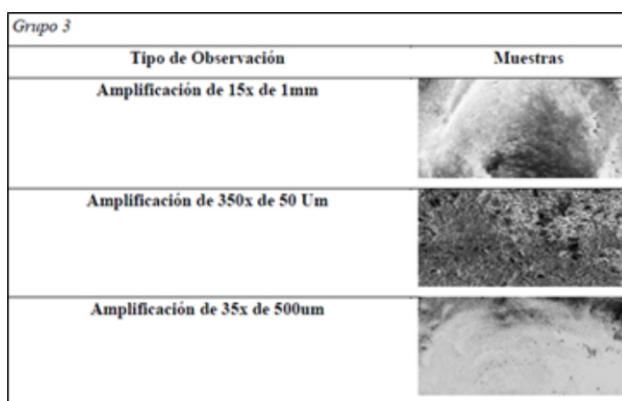 Grupo 3
Tipo de Observación Muestras
Amplificación de 15x de 1mm
Amplificación de 350x de 50 Um
Amplificación de 35x de 500um